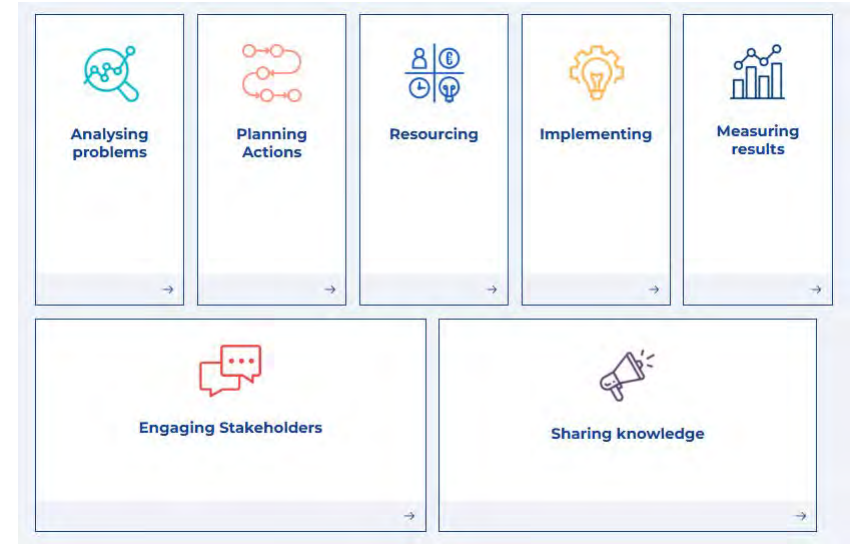 Analysing
problems
Planning
Actions
Resourcing
Implementing
Measuring
results
Engaging Stakeholders
Sharing knowledge